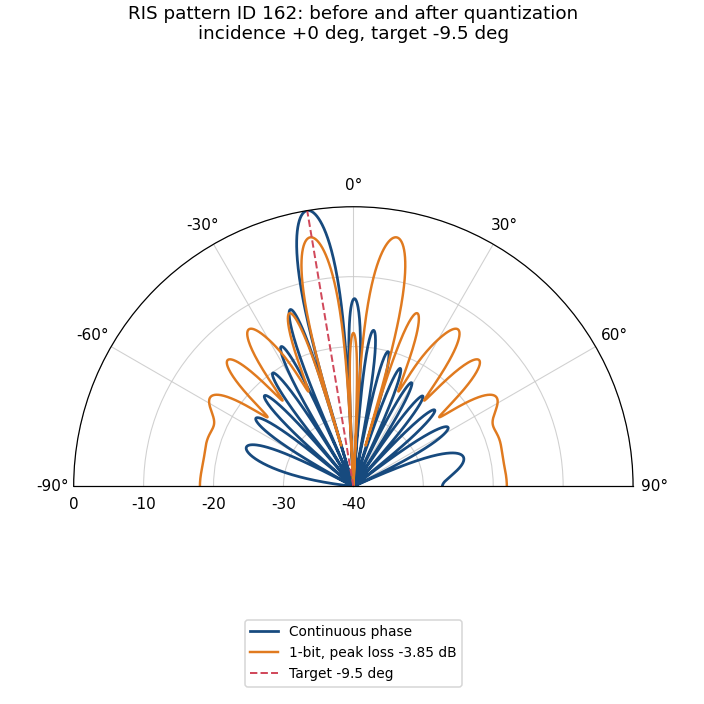 RIS pattern ID 162: before and after quantization
incidence +0 deg, target -9.5 deg
0°
-30°
30°
-60°
60°
-90°
90°
0
-10
-20
-30
-40
Continuous phase
1-bit, peak loss -3.85 dB
Target -9.5 deg